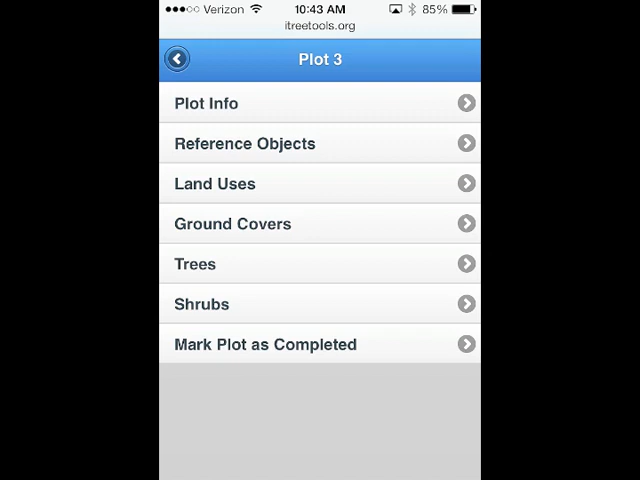 Verizon 10:43 AM 85%
itreetools.org
Plot 3
Plot Info
Reference Objects
Land Uses
Ground Covers
Trees
Shrubs
Mark Plot as Completed